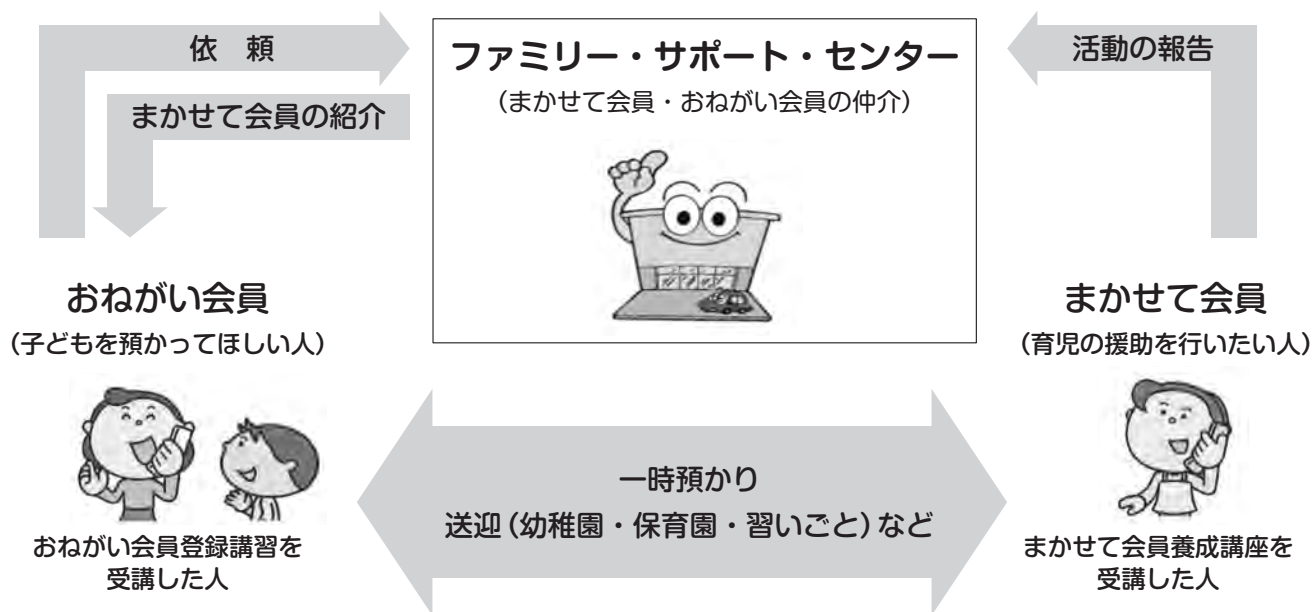 依 頼
まかせて会員の紹介
ファミリー・サポート・センター
（まかせて会員・おねがい会員の仲介）
活動の報告
おねがい会員
（子どもを預かってほしい人）
おねがい会員登録講習を
受講した人
一時預かり
送迎（幼稚園・保育園・習いごと）など
まかせて会員
（育児の援助を行いたい人）
まかせて会員養成講座を
受講した人